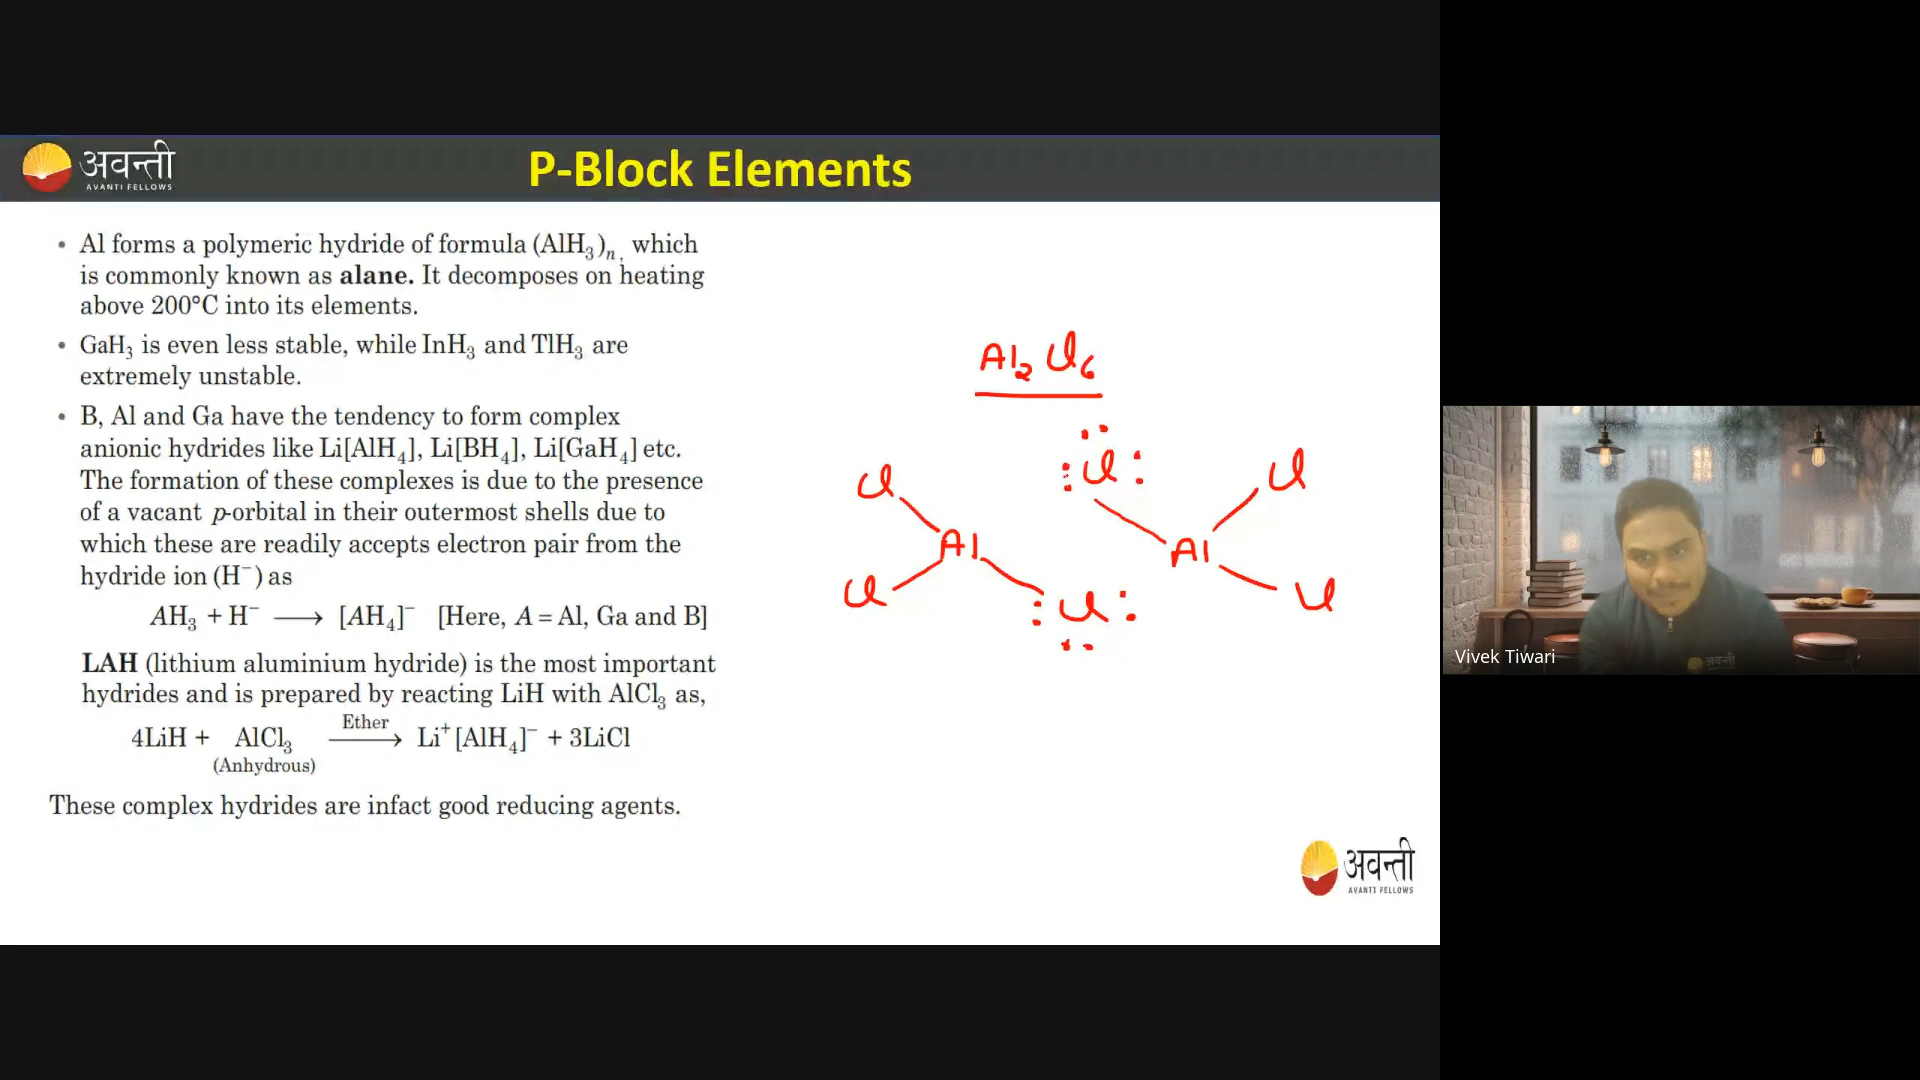 अवन्ती
AVANTI FELLOWS
P-Block Elements
• Al forms a polymeric hydride of formula (AlH₃)ₙ, which
is commonly known as alane. It decomposes on heating
above 200°C into its elements.
• GaH₃ is even less stable, while InH₃ and TlH₃ are
extremely unstable.
• B, Al and Ga have the tendency to form complex
anionic hydrides like Li[AlH₄], Li[BH₄], Li[GaH₄] etc.
The formation of these complexes is due to the presence
of a vacant p-orbital in their outermost shells due to
which these are readily accepts electron pair from the
hydride ion (H⁻) as
AH₃ + H⁻ ⟶ [AH₄]⁻ [Here, A = Al, Ga and B]
LAH (lithium aluminium hydride) is the most important
hydrides and is prepared by reacting LiH with AlCl₃ as,
Ether
4LiH + AlCl₃ ⟶ Li⁺[AlH₄]⁻ + 3LiCl
(Anhydrous)
These complex hydrides are infact good reducing agents.
Al₂Cl₆
Cl :Cl: Cl
Al Al
Cl :Cl: Cl
अवन्ती
AVANTI FELLOWS
Vivek Tiwari
अवन्ती